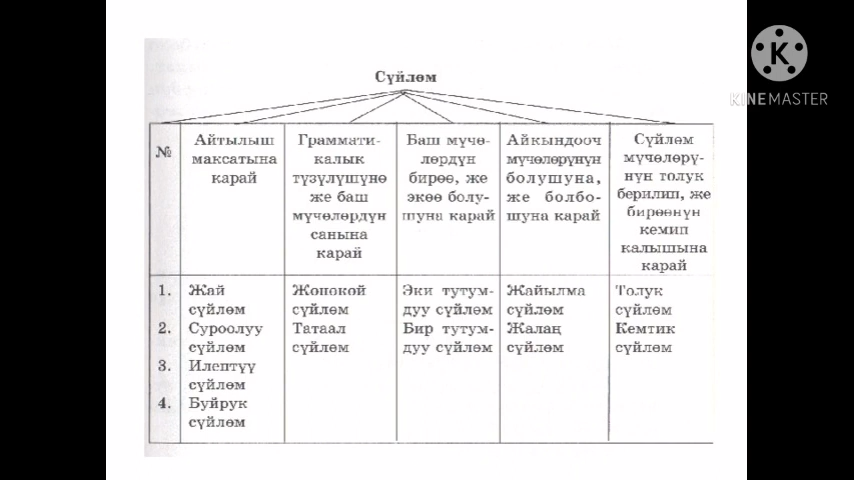 Сүйлөм
№
Айтылыш
максатына
карай
Граммати-
калык
түзүлүшүнө
же баш
мүчөлөрдүн
санына
карай
Баш мүчө-
лөрдүн
бирөө, же
экөө болу-
шуна карай
Айкындооч
мүчөлөрүнүн
болушуна,
же болбо-
шуна карай
Сүйлөм
мүчөлөрү-
нүн толук
берилип, же
бирөөнүн
кемип
калышына
карай
1.
2.
3.
4.
Жай
сүйлөм
Суроолуу
сүйлөм
Илептүү
сүйлөм
Буйрук
сүйлөм
Жөнөкөй
сүйлөм
Татаал
сүйлөм
Эки тутум-
дуу сүйлөм
Бир тутум-
дуу сүйлөм
Жайылма
сүйлөм
Жалаң
сүйлөм
Толук
сүйлөм
Кемтик
сүйлөм
K
KINEMASTER